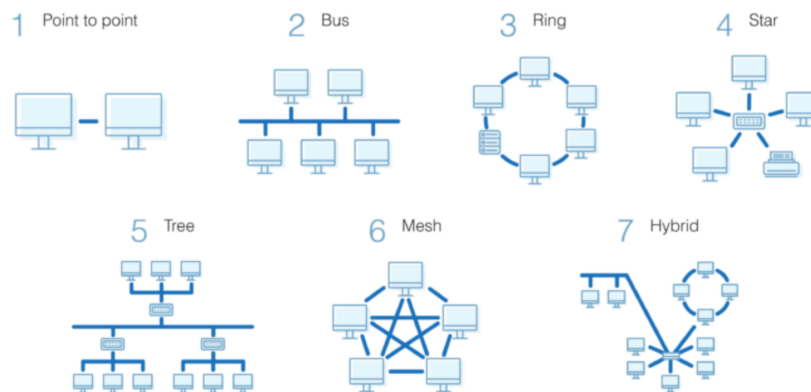 1 Point to point
2 Bus
3 Ring
4 Star
5 Tree
6 Mesh
7 Hybrid